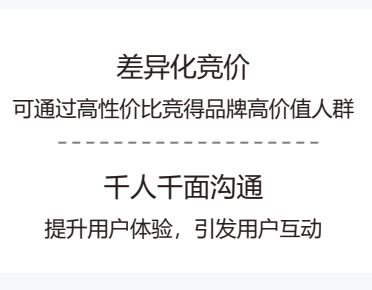 差异化竞价
可通过高性价比竞得品牌高价值人群
千人千面沟通
提升用户体验，引发用户互动